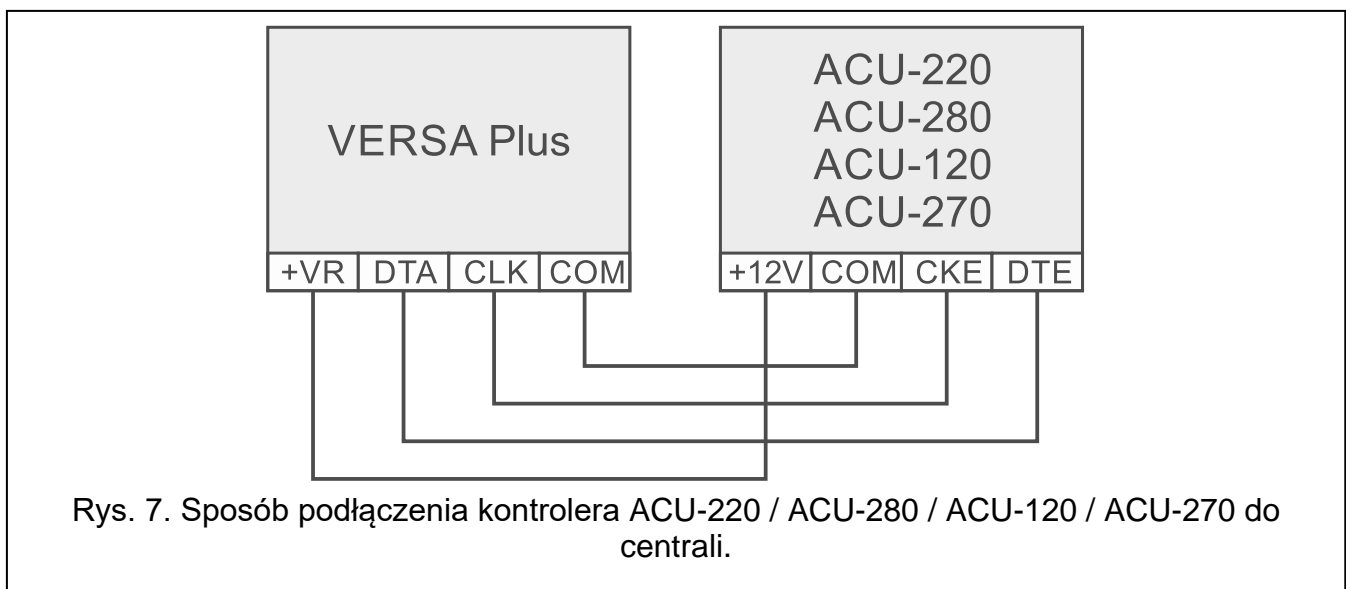 VERSA Plus
+VR DTA CLK COM
ACU-220
ACU-280
ACU-120
ACU-270
+12V COM CKE DTE
Rys. 7. Sposób podłączenia kontrolera ACU-220 / ACU-280 / ACU-120 / ACU-270 do
centrali.